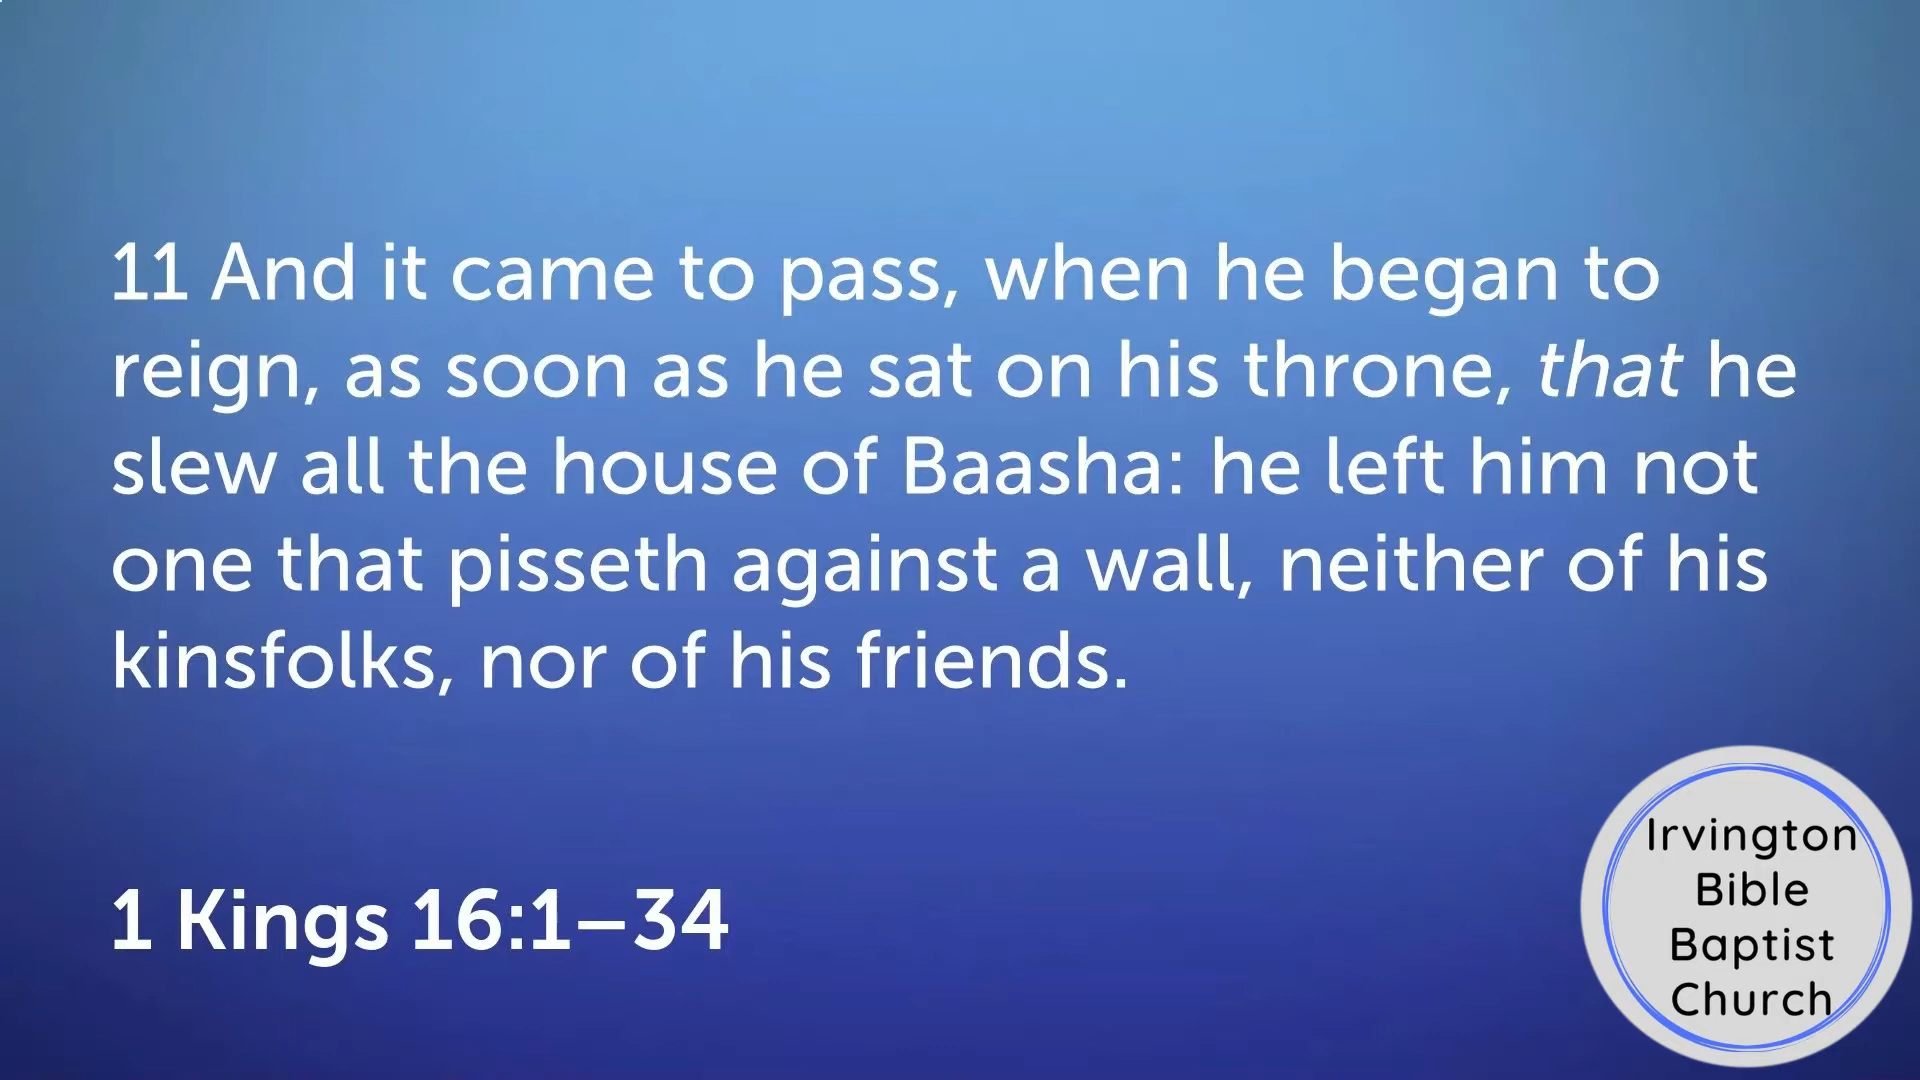 11 And it came to pass, when he began to
reign, as soon as he sat on his throne, that he
slew all the house of Baasha: he left him not
one that pisseth against a wall, neither of his
kinsfolks, nor of his friends.
1 Kings 16:1–34
Irvington
Bible
Baptist
Church